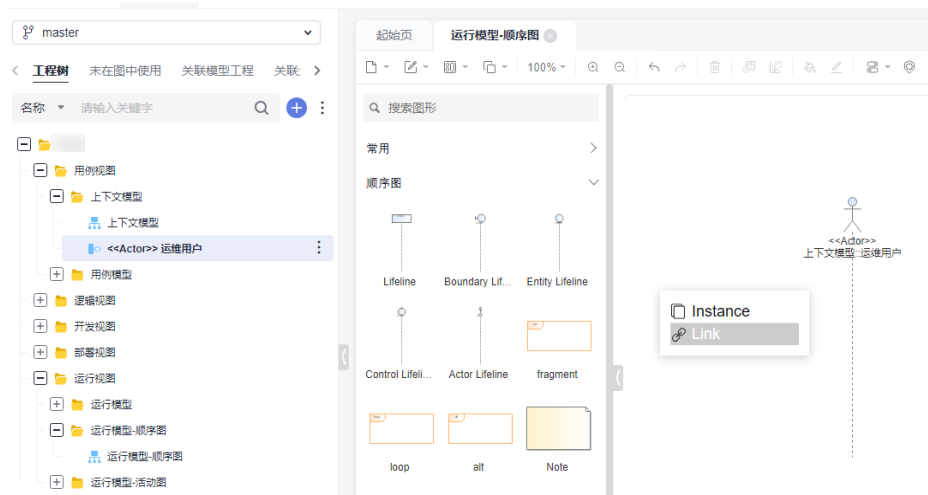 master
工程树 未在图中使用 关联模型工程 关联
名称 请输入关键字
用例视图
上下文模型
上下文模型
<<Actor>> 运维用户
用例模型
逻辑视图
开发视图
部署视图
运行视图
运行模型
运行模型-顺序图
运行模型-顺序图
运行模型-活动图
起始页 运行模型-顺序图
100%
搜索图形
常用
顺序图
Lifeline Boundary Lif... Entity Lifeline
Control Lifeli... Actor Lifeline fragment
loop alt Note
<<Actor>>
上下文模型::运维用户
Instance
Link